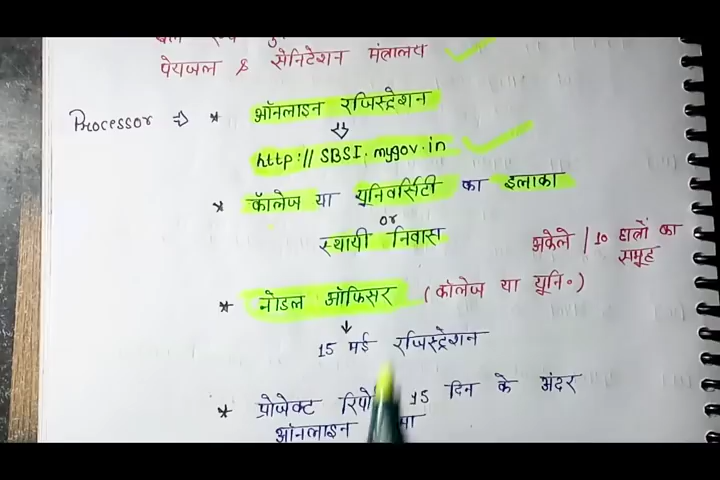 पेयजल & सेनिटेशन मंत्रालय
Processor ⇒ * ऑनलाइन रजिस्ट्रेशन
⇓
http://SBSI.mygov.in
* कॉलेज या यूनिवर्सिटी का इलाका
or
स्थायी निवास
अकेले / 10 छात्रों का
समूह
* नोडल ऑफिसर (कॉलेज या यूनि॰)
↓
15 मई रजिस्ट्रेशन
* प्रोजेक्ट 15 दिन के अंदर
ऑनलाइन